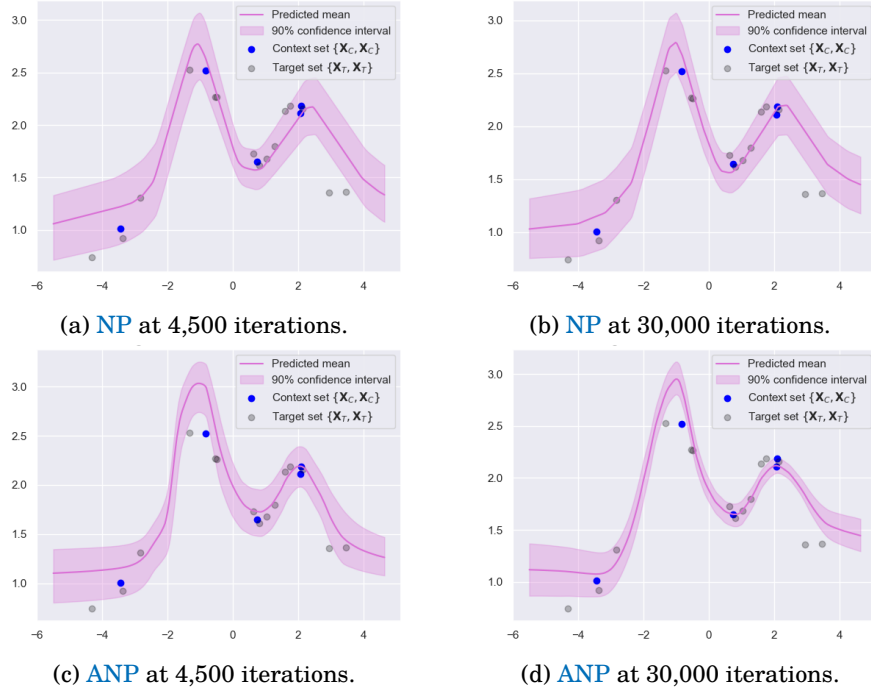 3.0
2.5
2.0
1.5
1.0
−6 −4 −2 0 2 4
Predicted mean
90% confidence interval
Context set {X_C, X_C}
Target set {X_T, X_T}
(a) NP at 4,500 iterations.
3.0
2.5
2.0
1.5
1.0
−6 −4 −2 0 2 4
Predicted mean
90% confidence interval
Context set {X_C, X_C}
Target set {X_T, X_T}
(b) NP at 30,000 iterations.
3.0
2.5
2.0
1.5
1.0
−6 −4 −2 0 2 4
Predicted mean
90% confidence interval
Context set {X_C, X_C}
Target set {X_T, X_T}
(c) ANP at 4,500 iterations.
3.0
2.5
2.0
1.5
1.0
−6 −4 −2 0 2 4
Predicted mean
90% confidence interval
Context set {X_C, X_C}
Target set {X_T, X_T}
(d) ANP at 30,000 iterations.